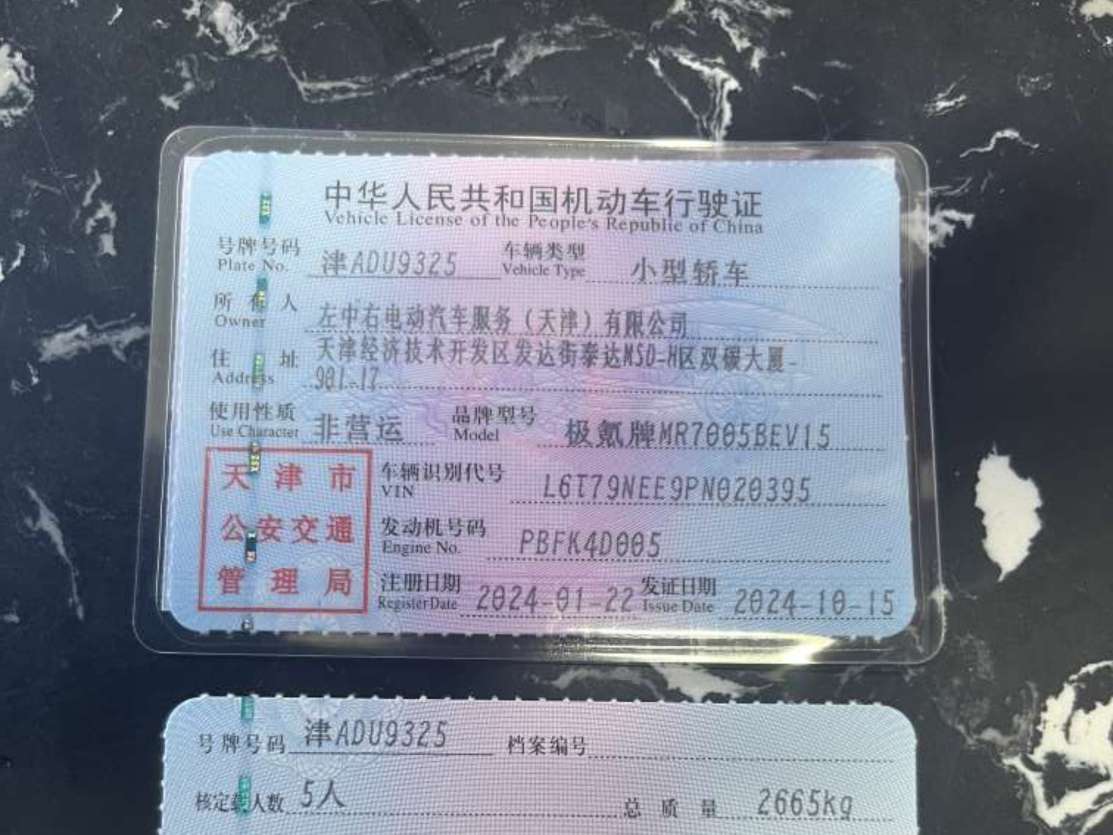 中华人民共和国机动车行驶证
Vehicle License of the People's Republic of China
号牌号码 津ADU9325 车辆类型 小型轿车
Plate No. Vehicle Type
所有人 左中右电动汽车服务（天津）有限公司
Owner
住址 天津经济技术开发区发达街泰达MSD-H区双碳大厦-
Address 901-17
使用性质 非营运 品牌型号 极氪牌MR7005BEV15
Use Character Model
天津市
公安交通
管理局
车辆识别代号 L6T79NEE9PN020395
VIN
发动机号码 PBFK4D005
Engine No.
注册日期 2024-01-22 发证日期 2024-10-15
Register Date Issue Date
号牌号码 津ADU9325 档案编号
核定载人数 5人 总质量 2665kg